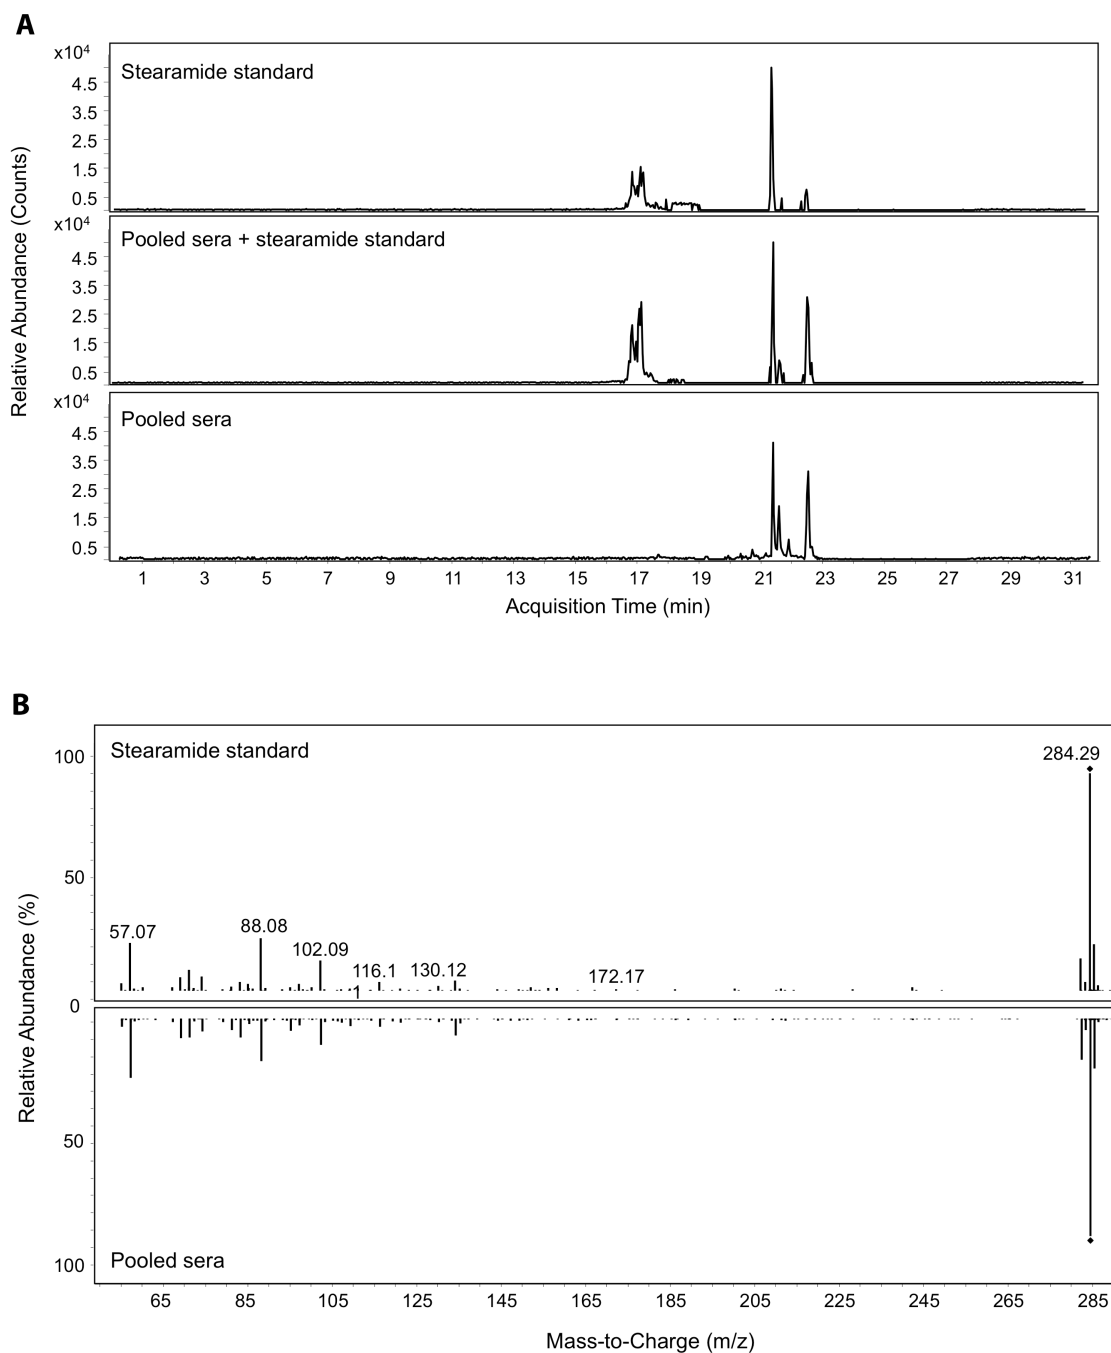 A
x10⁴
Stearamide standard
4.5
3.5
2.5
1.5
0.5
x10⁴
Pooled sera + stearamide standard
4.5
3.5
2.5
1.5
0.5
x10⁴
Pooled sera
4.5
3.5
2.5
1.5
0.5
Relative Abundance (Counts)
1 3 5 7 9 11 13 15 17 19 21 23 25 27 29 31
Acquisition Time (min)
B
Stearamide standard
284.29
100
50
57.07 88.08 102.09 116.1 130.12 172.17
1
0
Relative Abundance (%)
50
100
Pooled sera
65 85 105 125 145 165 185 205 225 245 265 285
Mass-to-Charge (m/z)